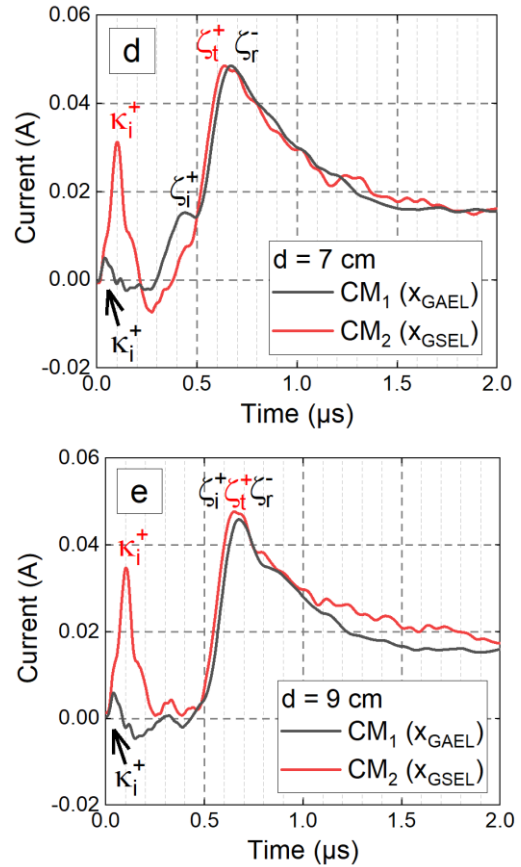 d
ζt+ ζr-
κi+
ζi+
κi+
d = 7 cm
CM1 (xGAEL)
CM2 (xGSEL)
0.06
0.04
0.02
0.00
-0.02
Current (A)
0.0 0.5 1.0 1.5 2.0
Time (µs)
e
ζi+ ζt+ ζr-
κi+
κi+
d = 9 cm
CM1 (xGAEL)
CM2 (xGSEL)
0.06
0.04
0.02
0.00
-0.02
Current (A)
0.0 0.5 1.0 1.5 2.0
Time (µs)